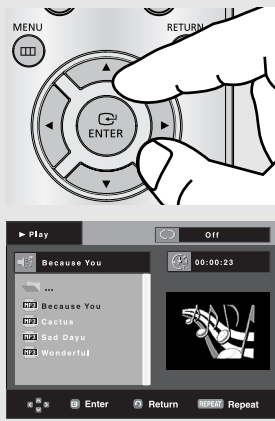 MENU RETURN
ENTER
► Play Off
Because You 00:00:23
...
MP3 Because You
MP3 Cactus
MP3 Sad Dayu
MP3 Wonderful
Enter Return REPEAT Repeat